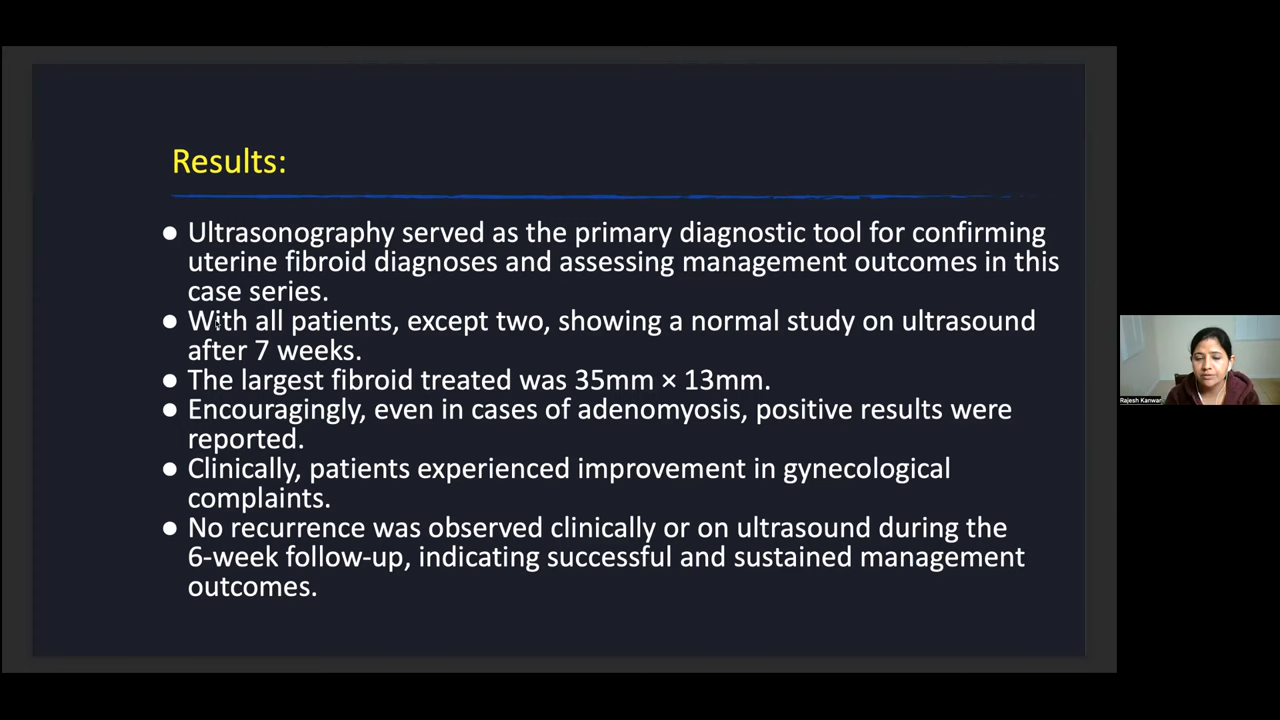 Results:
● Ultrasonography served as the primary diagnostic tool for confirming
uterine fibroid diagnoses and assessing management outcomes in this
case series.
● With all patients, except two, showing a normal study on ultrasound
after 7 weeks.
● The largest fibroid treated was 35mm × 13mm.
● Encouragingly, even in cases of adenomyosis, positive results were
reported.
● Clinically, patients experienced improvement in gynecological
complaints.
● No recurrence was observed clinically or on ultrasound during the
6-week follow-up, indicating successful and sustained management
outcomes.
Rajesh Kanwar